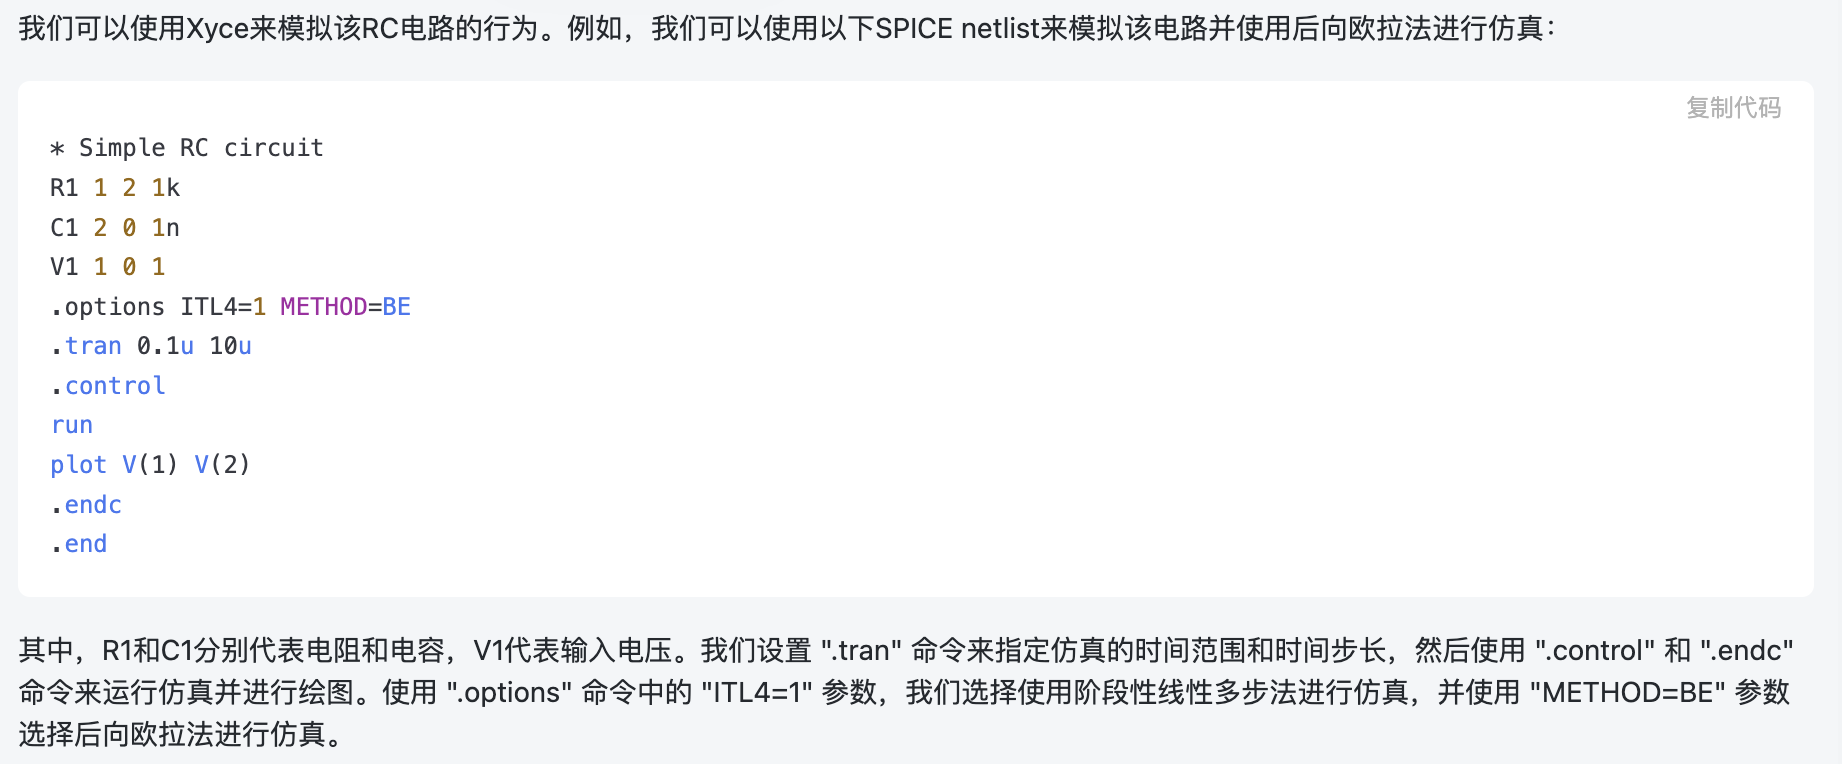 我们可以使用Xyce来模拟该RC电路的行为。例如，我们可以使用以下SPICE netlist来模拟该电路并使用后向欧拉法进行仿真：
复制代码
* Simple RC circuit
R1 1 2 1k
C1 2 0 1n
V1 1 0 1
.options ITL4=1 METHOD=BE
.tran 0.1u 10u
.control
run
plot V(1) V(2)
.endc
.end
其中，R1和C1分别代表电阻和电容，V1代表输入电压。我们设置 ".tran" 命令来指定仿真的时间范围和时间步长，然后使用 ".control" 和 ".endc"
命令来运行仿真并进行绘图。使用 ".options" 命令中的 "ITL4=1" 参数，我们选择使用阶段性线性多步法进行仿真，并使用 "METHOD=BE" 参数
选择后向欧拉法进行仿真。